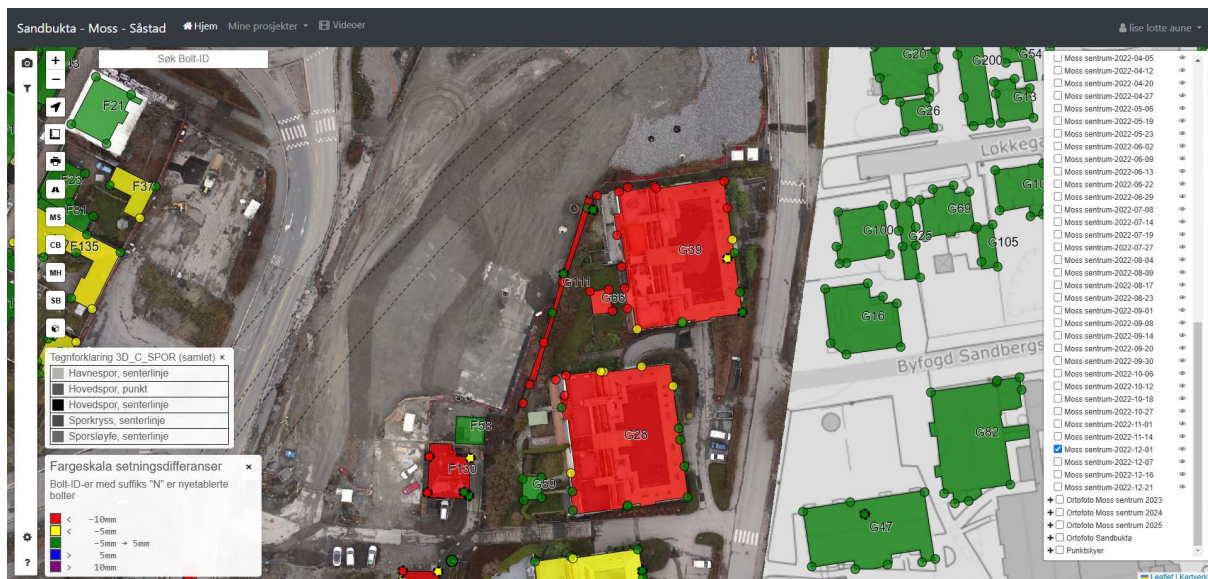 Sandbukta - Moss - Såstad
Hjem
Mine prosjekter
Videoer
lise lotte aune
+
−
Søk Bolt-ID
MS
CB
MH
SB
?
F21
F37
F23
F81
F135
G39
G111
G66
G28
F58
F130
G59
G20
G200
G54
G26
G13
Løkkega
G69
G100
G25
G105
G16
Byfogd Sandbergs
G82
G47
Tegnforklaring 3D_C_SPOR (samlet) ×
Havnespor, senterlinje
Hovedspor, punkt
Hovedspor, senterlinje
Sporkryss, senterlinje
Sporsløyfe, senterlinje
Fargeskala setningsdifferanser ×
Bolt-ID-er med suffiks "N" er nyetablerte
bolter
< -10mm
< -5mm
-5mm → 5mm
> 5mm
> 10mm
Moss sentrum-2022-04-05
Moss sentrum-2022-04-12
Moss sentrum-2022-04-20
Moss sentrum-2022-04-27
Moss sentrum-2022-05-06
Moss sentrum-2022-05-19
Moss sentrum-2022-05-23
Moss sentrum-2022-06-02
Moss sentrum-2022-06-09
Moss sentrum-2022-06-13
Moss sentrum-2022-06-22
Moss sentrum-2022-06-29
Moss sentrum-2022-07-08
Moss sentrum-2022-07-14
Moss sentrum-2022-07-19
Moss sentrum-2022-07-27
Moss sentrum-2022-08-04
Moss sentrum-2022-08-09
Moss sentrum-2022-08-17
Moss sentrum-2022-08-23
Moss sentrum-2022-09-01
Moss sentrum-2022-09-08
Moss sentrum-2022-09-14
Moss sentrum-2022-09-20
Moss sentrum-2022-09-30
Moss sentrum-2022-10-06
Moss sentrum-2022-10-12
Moss sentrum-2022-10-18
Moss sentrum-2022-10-27
Moss sentrum-2022-11-01
Moss sentrum-2022-11-14
Moss sentrum-2022-12-01
Moss sentrum-2022-12-07
Moss sentrum-2022-12-16
Moss sentrum-2022-12-21
+ Ortofoto Moss sentrum 2023
+ Ortofoto Moss sentrum 2024
+ Ortofoto Moss sentrum 2025
+ Ortofoto Sandbukta
+ Punktskyer
Leaflet | Kartverk